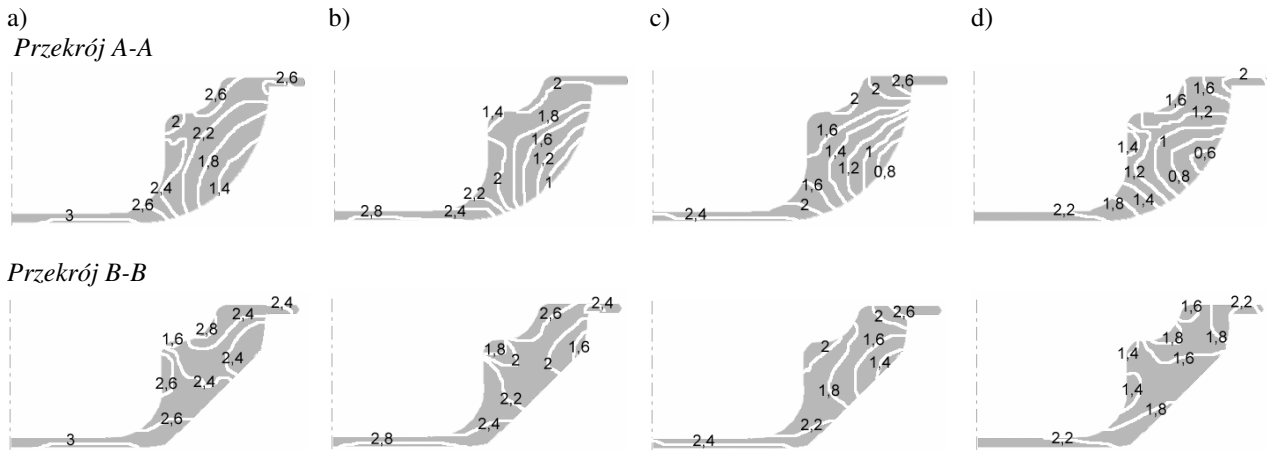 a) b) c) d)
Przekrój A-A
2,6 2,6 2 2,2 1,8 2,4 1,4 2,6 3
2 1,4 1,8 1,6 1,2 2 1 2,2 2,4 2,8
2,6 2 2 1,6 1,4 1 1,2 0,8 1,6 2 2,4
2 1,6 1,6 1,2 1 1,4 0,6 1,2 0,8 1,4 1,8 2,2
Przekrój B-B
2,4 2,4 2,8 1,6 2,4 2,6 2,4 2,6 3
2,4 2,6 1,8 2 1,6 2 2,2 2,4 2,8
2,6 2 2 1,6 1,4 1,8 2,2 2,4
2,2 1,6 1,8 1,8 1,4 1,6 1,4 1,8 2,2